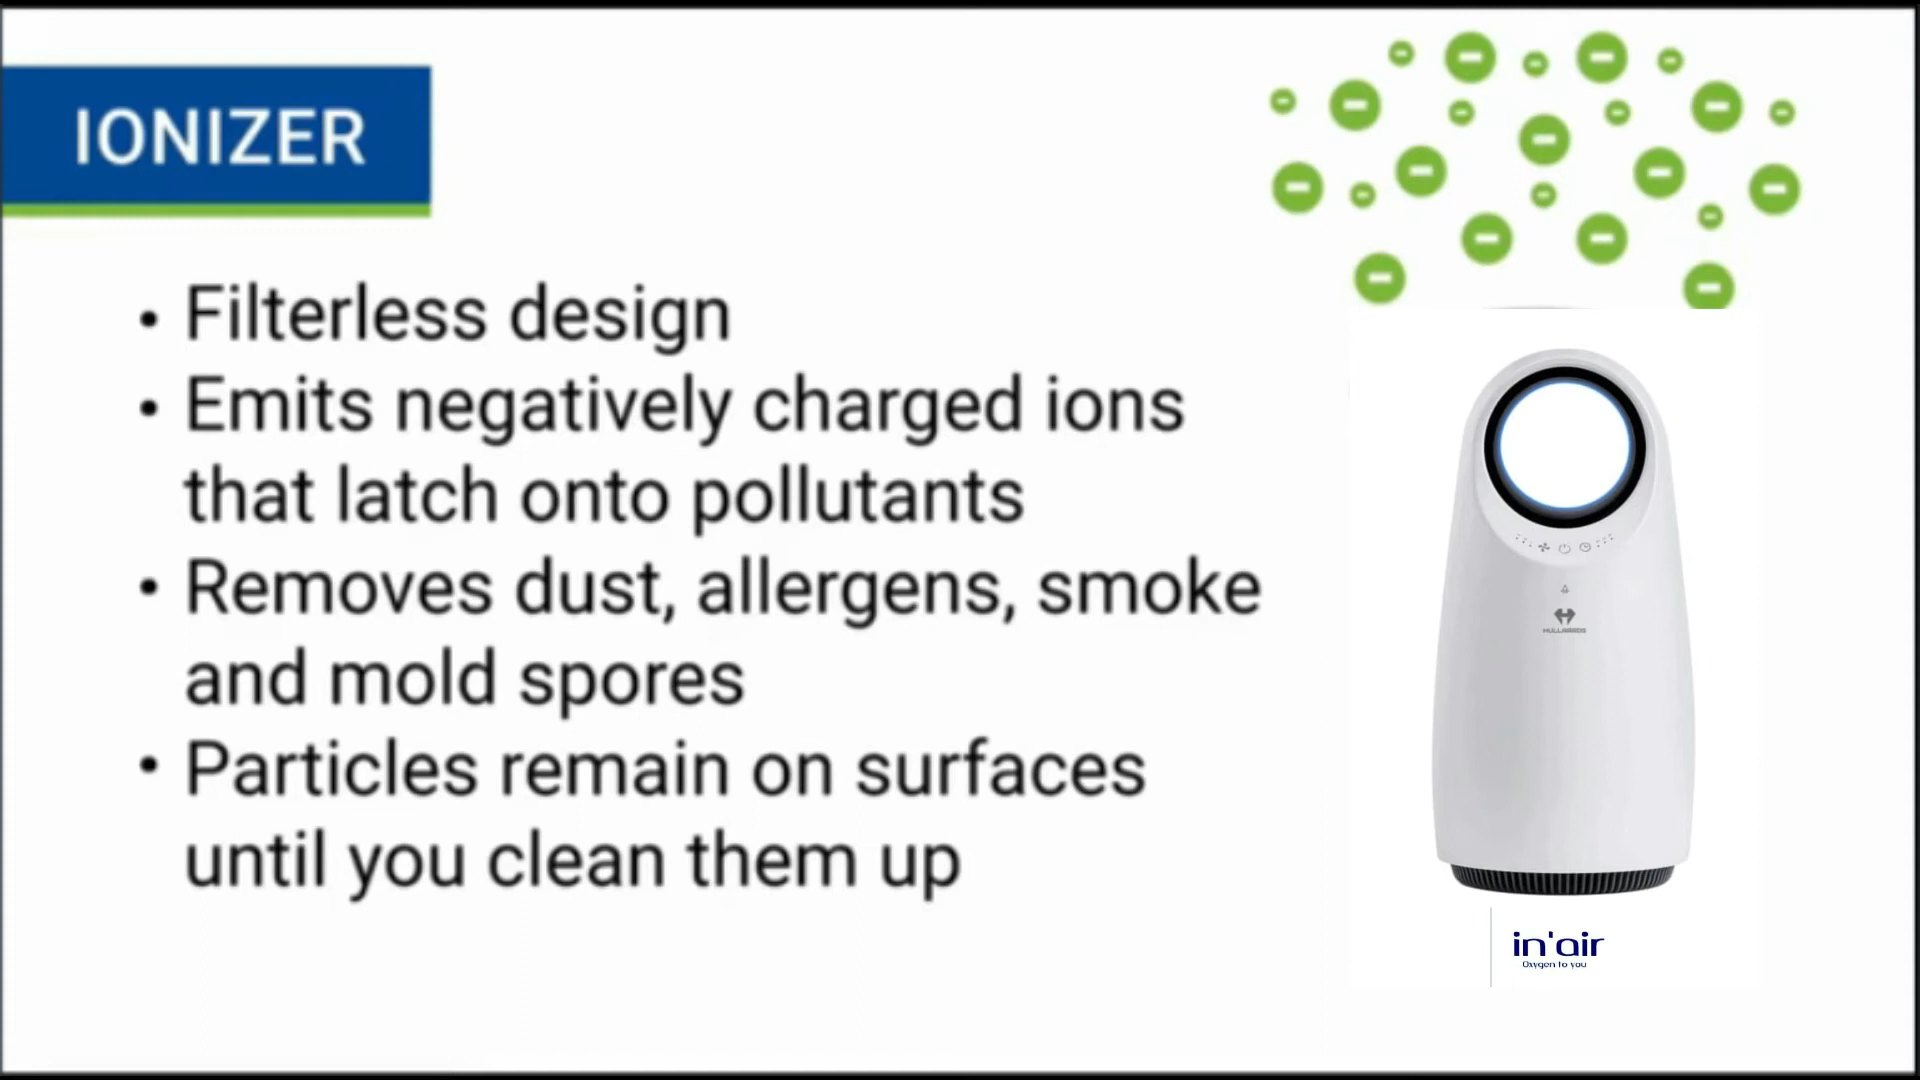 IONIZER
• Filterless design
• Emits negatively charged ions
that latch onto pollutants
• Removes dust, allergens, smoke
and mold spores
• Particles remain on surfaces
until you clean them up
in'air
Oxygen to you